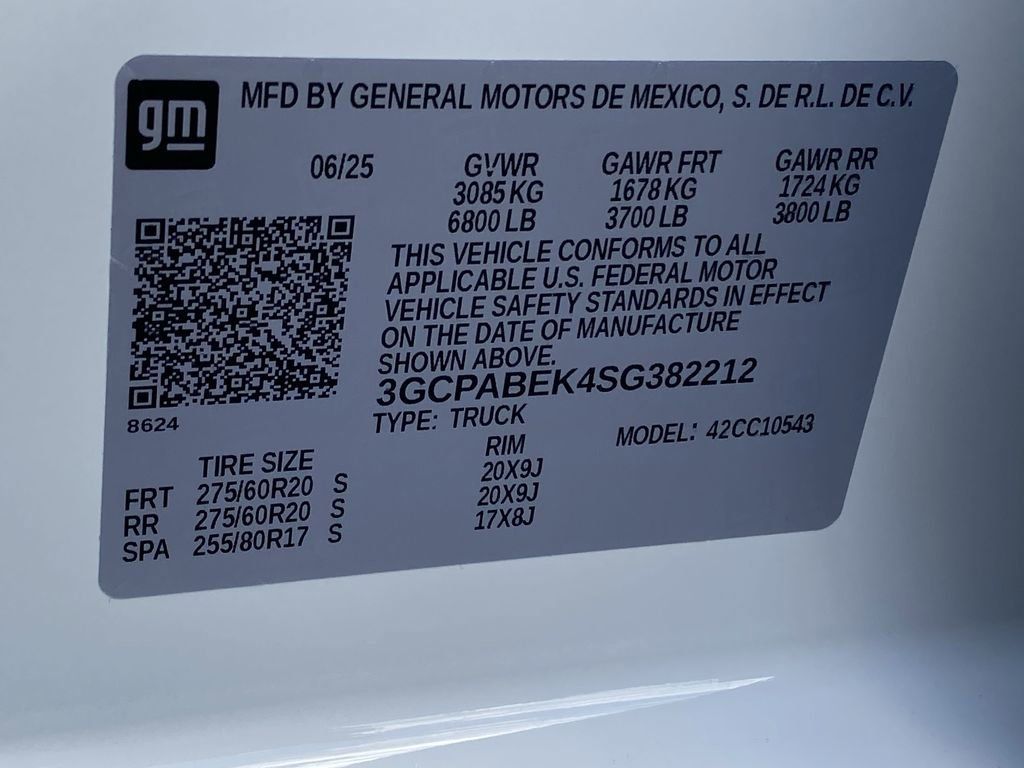 gm
MFD BY GENERAL MOTORS DE MEXICO, S. DE R.L. DE C.V.
06/25 GVWR GAWR FRT GAWR RR
3085 KG 1678 KG 1724 KG
6800 LB 3700 LB 3800 LB
THIS VEHICLE CONFORMS TO ALL
APPLICABLE U.S. FEDERAL MOTOR
VEHICLE SAFETY STANDARDS IN EFFECT
ON THE DATE OF MANUFACTURE
SHOWN ABOVE.
3GCPABEK4SG382212
8624
TYPE: TRUCK MODEL: 42CC10543
TIRE SIZE RIM
FRT 275/60R20 S 20X9J
RR 275/60R20 S 20X9J
SPA 255/80R17 S 17X8J